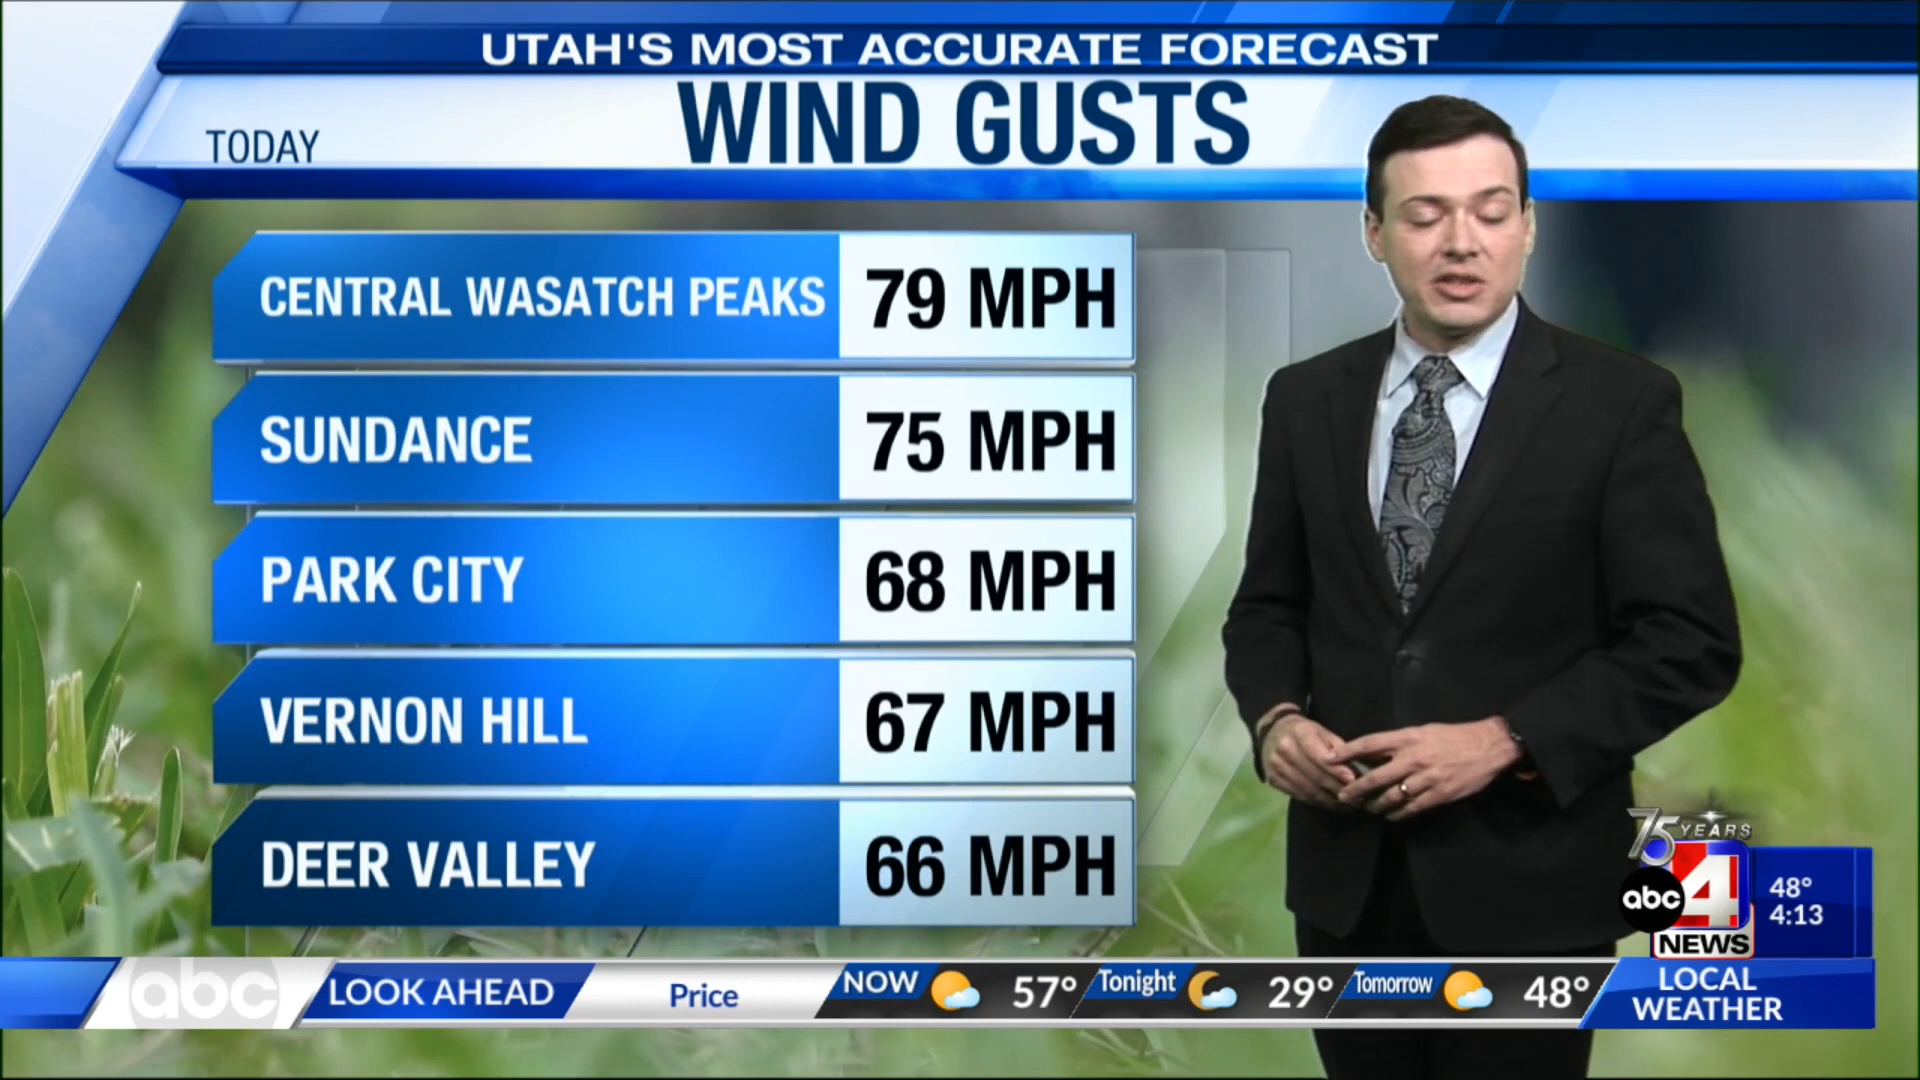 UTAH'S MOST ACCURATE FORECAST
TODAY
WIND GUSTS
CENTRAL WASATCH PEAKS 79 MPH
SUNDANCE 75 MPH
PARK CITY 68 MPH
VERNON HILL 67 MPH
DEER VALLEY 66 MPH
75 YEARS
abc 4
NEWS
48°
4:13
abc
LOOK AHEAD
Price
NOW 57°
Tonight 29°
Tomorrow 48°
LOCAL
WEATHER